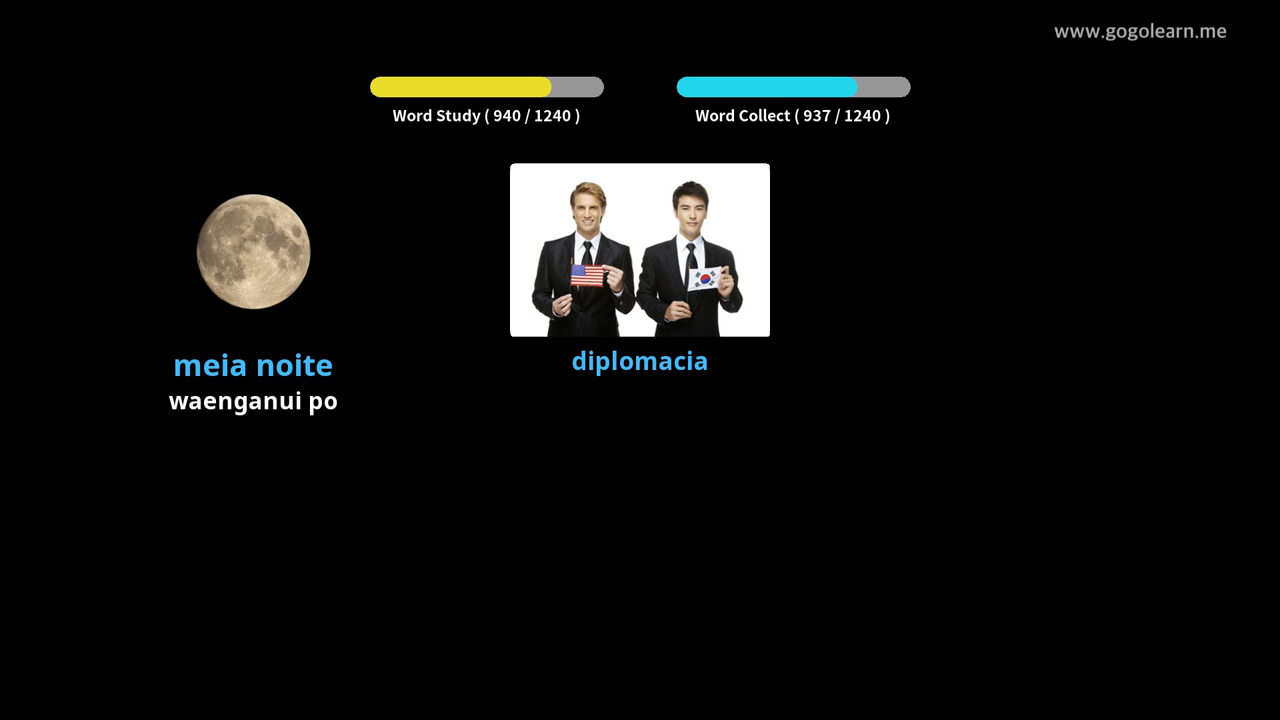 www.gogolearn.me
Word Study ( 940 / 1240 )
Word Collect ( 937 / 1240 )
meia noite
waenganui po
diplomacia